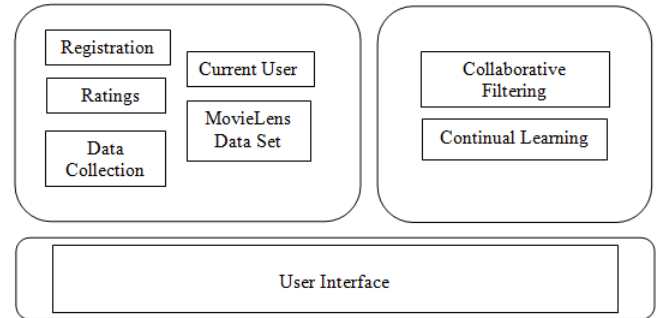 Registration
Ratings
Data
Collection
Current User
MovieLens
Data Set
Collaborative
Filtering
Continual Learning
User Interface